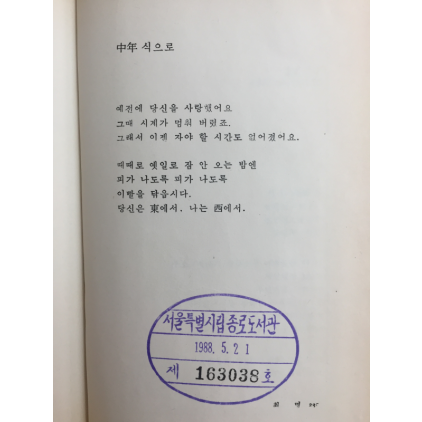 中年 식으로
예전에 당신을 사랑했어요
그때 시계가 멈춰 버렸죠.
그래서 이젠 자야 할 시간도 없어졌어요.
때때로 옛일로 잠 안 오는 밤엔
피가 나도록 피가 나도록
이빨을 닦읍시다.
당신은 東에서. 나는 西에서.
서울특별시립종로도서관
1988. 5. 21
제 163038 호